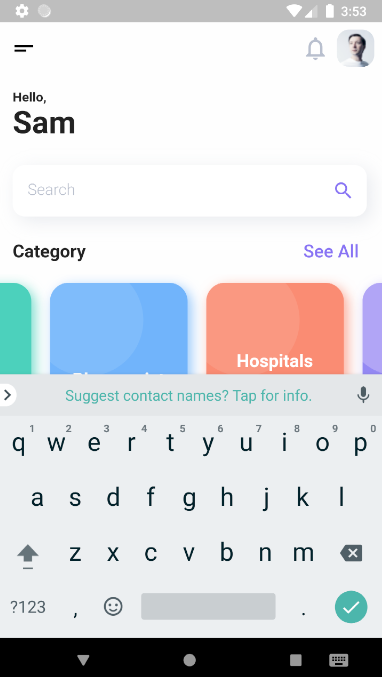 3:53
Hello,
Sam
Search
Category
See All
Hospitals
Suggest contact names? Tap for info.
1 2 3 4 5 6 7 8 9 0
q w e r t y u i o p
a s d f g h j k l
z x c v b n m
?123 , .